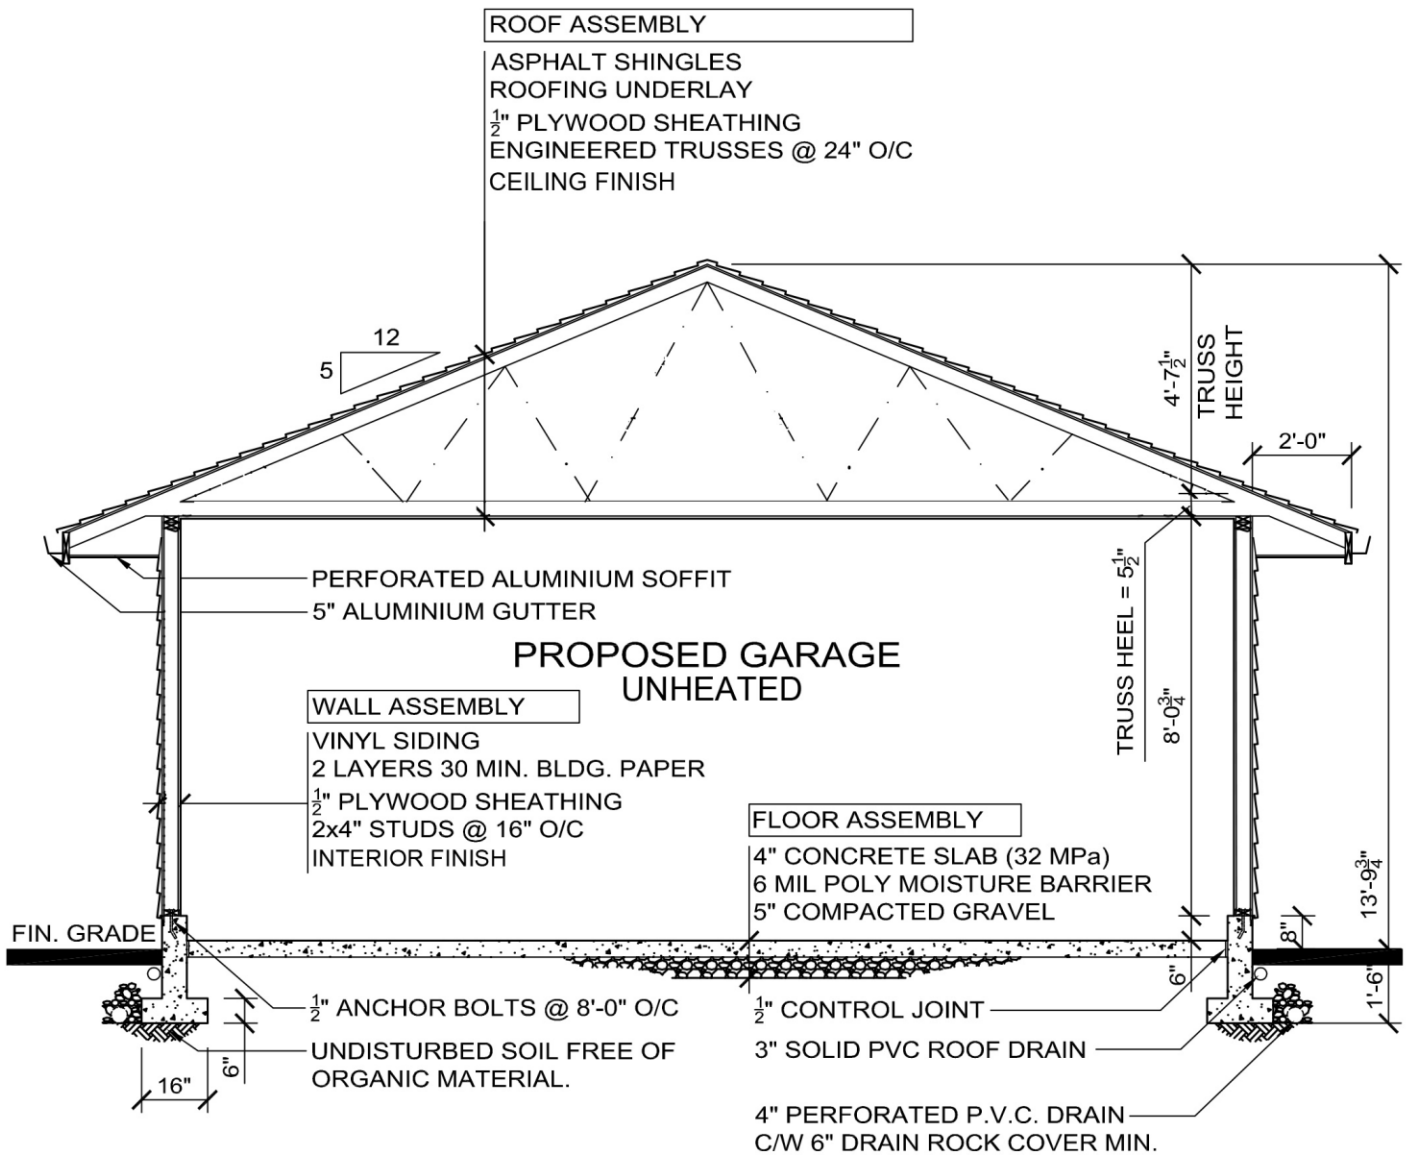 ROOF ASSEMBLY
ASPHALT SHINGLES
ROOFING UNDERLAY
½" PLYWOOD SHEATHING
ENGINEERED TRUSSES @ 24" O/C
CEILING FINISH
12
5
4'-7½"
TRUSS
HEIGHT
2'-0"
PERFORATED ALUMINIUM SOFFIT
5" ALUMINIUM GUTTER
PROPOSED GARAGE
UNHEATED
TRUSS HEEL = 5½"
8'-0¾"
WALL ASSEMBLY
VINYL SIDING
2 LAYERS 30 MIN. BLDG. PAPER
½" PLYWOOD SHEATHING
2x4" STUDS @ 16" O/C
INTERIOR FINISH
FLOOR ASSEMBLY
4" CONCRETE SLAB (32 MPa)
6 MIL POLY MOISTURE BARRIER
5" COMPACTED GRAVEL
13'-9¾"
FIN. GRADE
8"
6"
1'-6"
½" ANCHOR BOLTS @ 8'-0" O/C
½" CONTROL JOINT
UNDISTURBED SOIL FREE OF
ORGANIC MATERIAL.
3" SOLID PVC ROOF DRAIN
6"
16"
4" PERFORATED P.V.C. DRAIN
C/W 6" DRAIN ROCK COVER MIN.